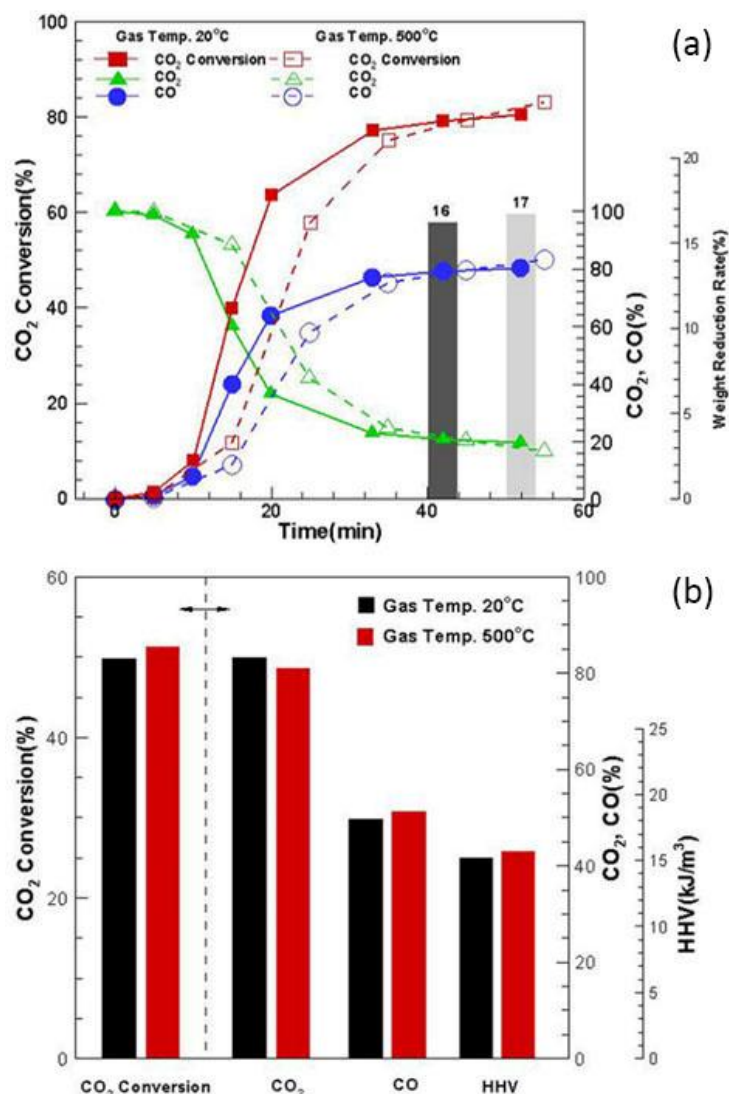 (a)
Gas Temp. 20°C
CO2 Conversion
CO2
CO
Gas Temp. 500°C
CO2 Conversion
CO2
CO
CO2 Conversion(%)
100
80
60
40
20
0
0
20
40
60
Time(min)
16
17
CO2, CO(%)
100
80
60
40
20
0
Weight Reduction Rate(%)
20
15
10
5
0
(b)
Gas Temp. 20°C
Gas Temp. 500°C
CO2 Conversion(%)
60
40
20
0
CO2 Conversion
CO2
CO
HHV
CO2, CO(%)
100
80
60
40
20
0
HHV(kJ/m3)
25
20
15
10
5
0